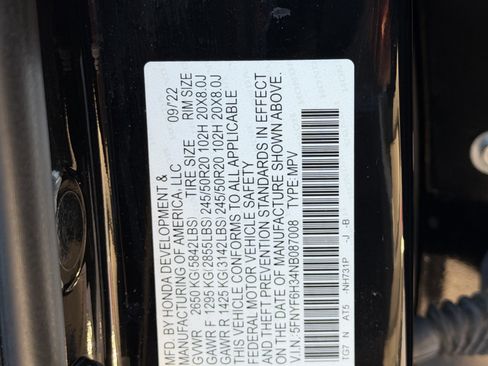 MFD. BY HONDA DEVELOPMENT & 09/22
MANUFACTURING OF AMERICA, LLC
TIRE SIZE RIM SIZE
GVWR 2650KG(5842LBS)
GAWR F 1295KG(2855LBS) 245/50R20 102H 20X8.0J
GAWR R 1425KG(3142LBS) 245/50R20 102H 20X8.0J
THIS VEHICLE CONFORMS TO ALL APPLICABLE
FEDERAL MOTOR VEHICLE SAFETY
AND THEFT PREVENTION STANDARDS IN EFFECT
ON THE DATE OF MANUFACTURE SHOWN ABOVE.
V.I.N. 5FNYF6H34NB087008 TYPE:MPV
TG7 N AT5 -NH731P -J -B